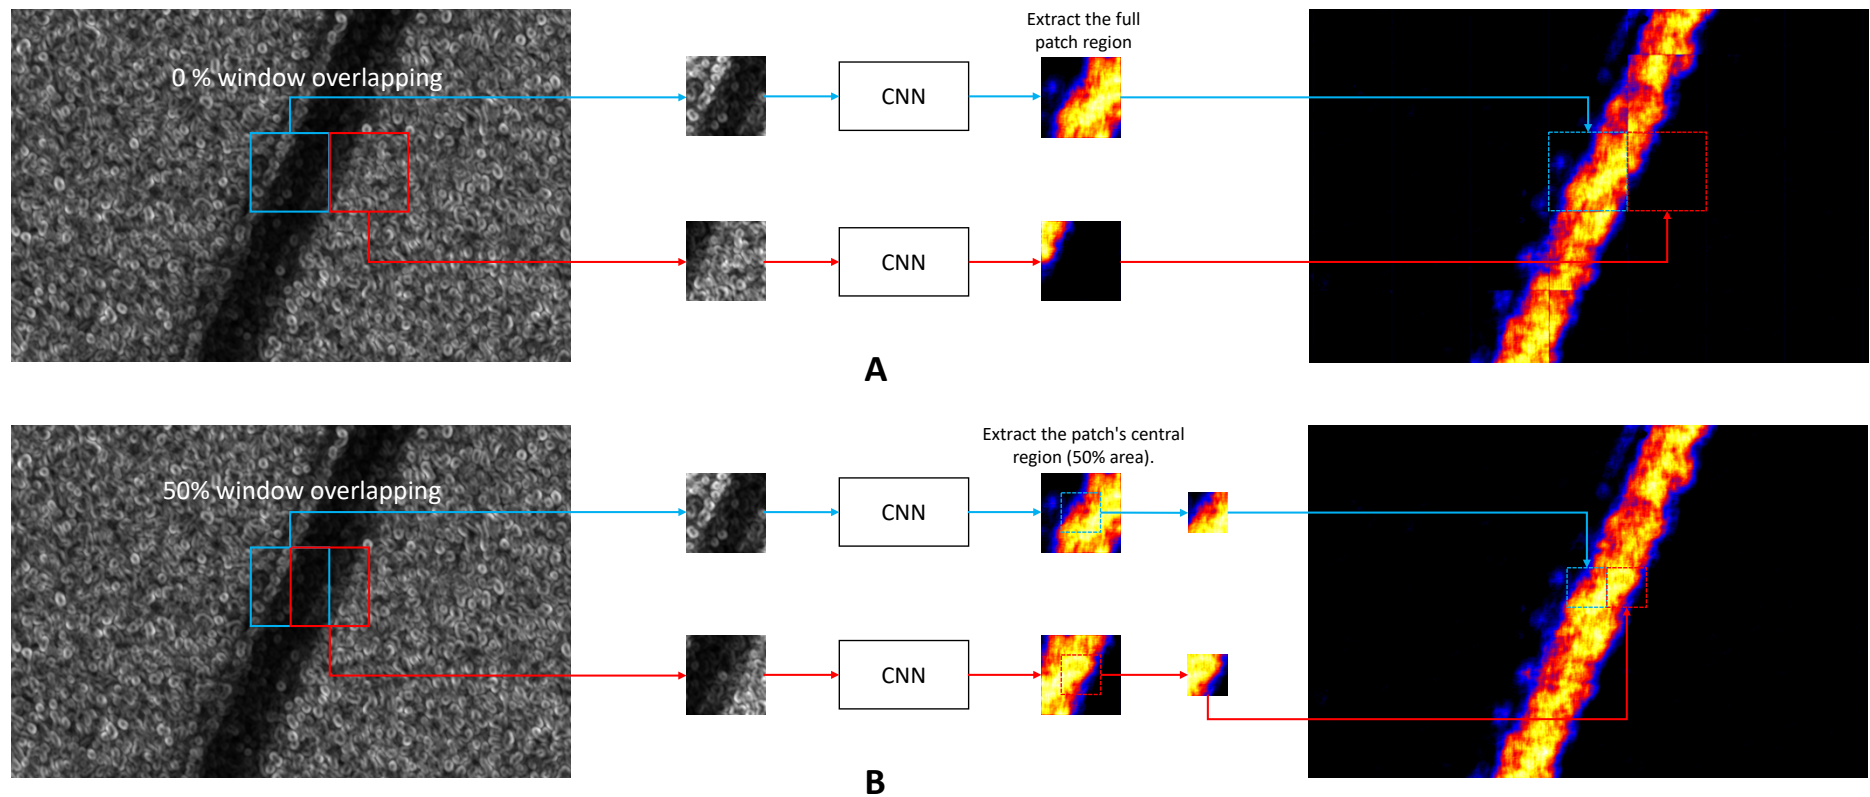 Extract the full
patch region
0 % window overlapping
CNN
CNN
A
Extract the patch's central
region (50% area).
50% window overlapping
CNN
CNN
B